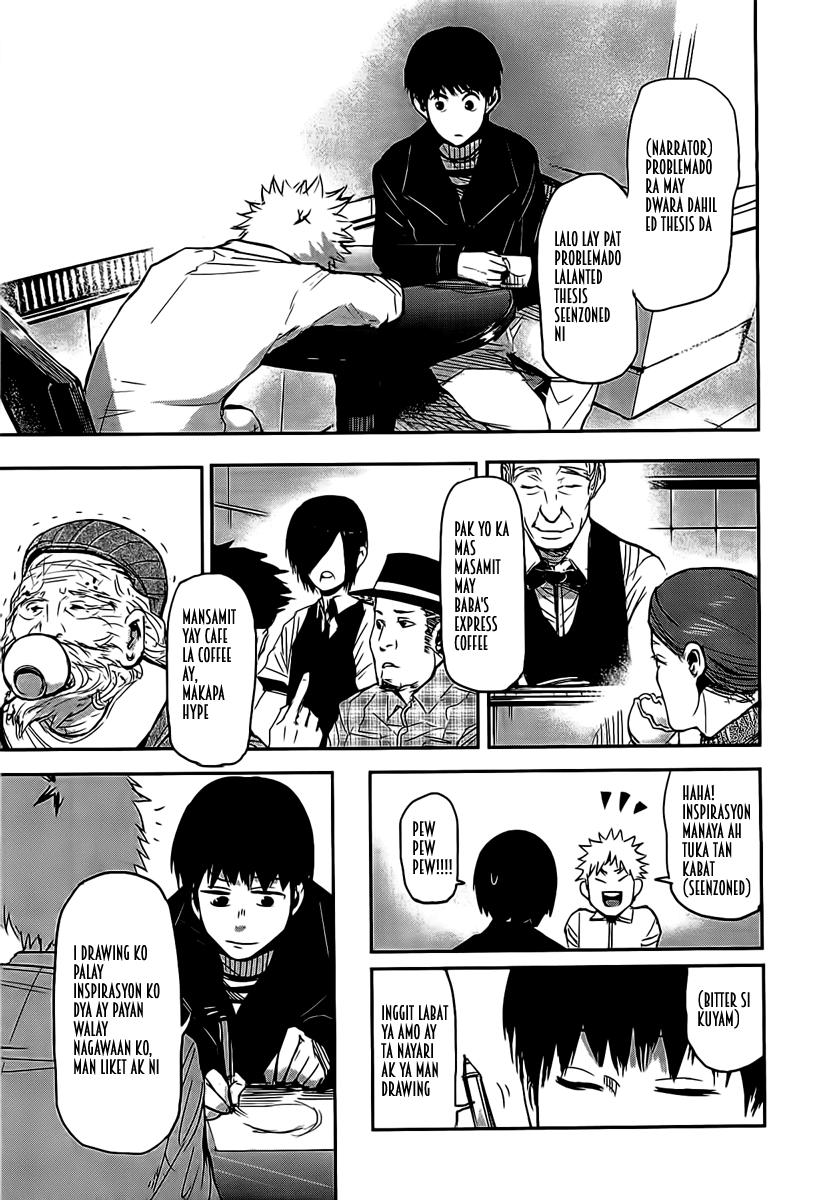 (NARRATOR)
PROBLEMADO
RA MAY
DWARA DAHIL
ED THESIS DA
LALO LAY PAT
PROBLEMADO
LALANTED
THESIS
SEENZONED
NI
PAK YO KA
MAS
MASAMIT
MAY
BABA'S
EXPRESS
COFFEE
MANSAMIT
YAY CAFE
LA COFFEE
AY,
MAKAPA
HYPE
HAHA!
INSPIRASYON
MANAYA AH
TUKA TAN
KABAT
(SEENZONED)
PEW
PEW
PEW!!!!
(BITTER SI
KUYAM)
INGGIT LABAT
YA AMO AY
TA NAYARI
AK YA MAN
DRAWING
I DRAWING KO
PALAY
INSPIRASYON KO
DYA AY PAYAN
WALAY
NAGAWAAN KO,
MAN LIKET AK NI